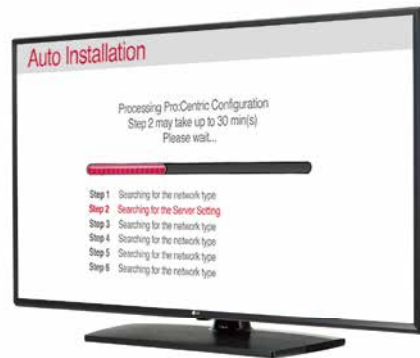 Auto Installation
Processing Pro:Centric Configuration
Step 2 may take up to 30 min(s)
Please wait...
Step 1 Searching for the network type
Step 2 Searching for the Server Setting
Step 3 Searching for the network type
Step 4 Searching for the network type
Step 5 Searching for the network type
Step 6 Searching for the network type
LG